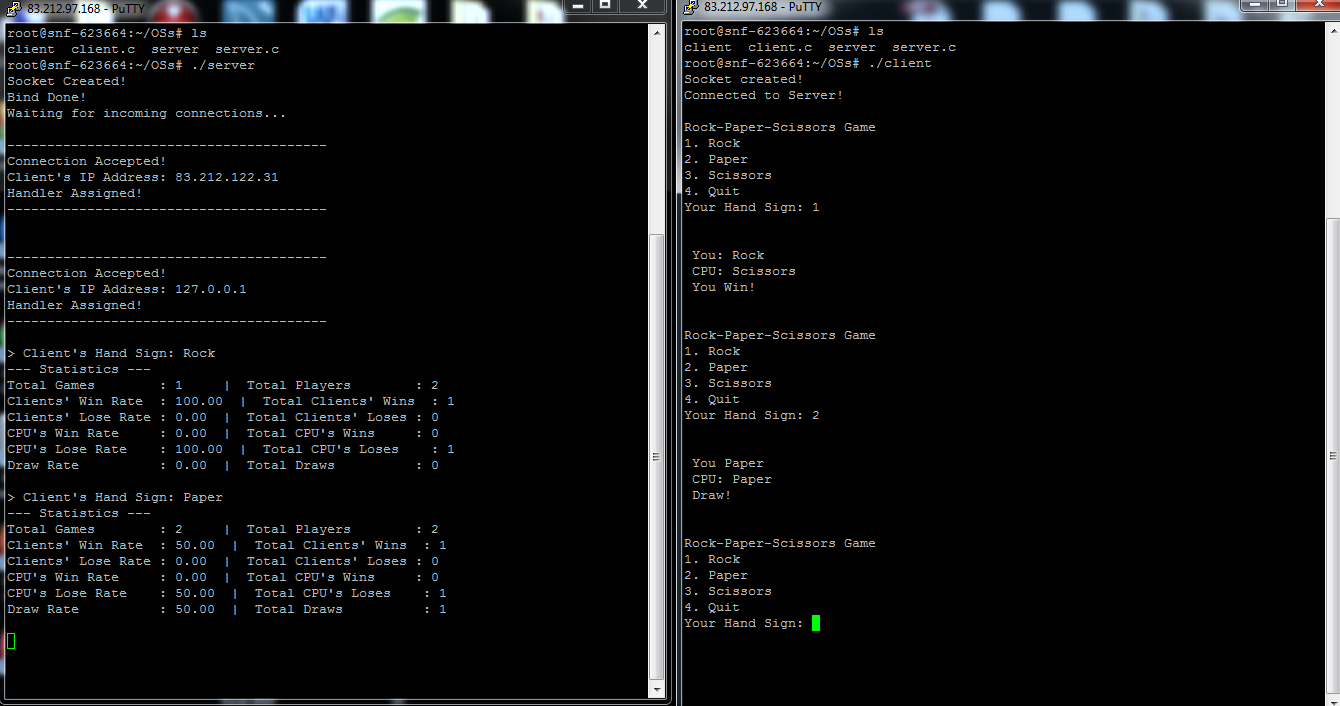 83.212.97.168 - PuTTY
root@snf-623664:~/OSs# ls
client  client.c  server  server.c
root@snf-623664:~/OSs# ./server
Socket Created!
Bind Done!
Waiting for incoming connections...
----------------------------------------
Connection Accepted!
Client's IP Address: 83.212.122.31
Handler Assigned!
----------------------------------------
----------------------------------------
Connection Accepted!
Client's IP Address: 127.0.0.1
Handler Assigned!
----------------------------------------
> Client's Hand Sign: Rock
--- Statistics ---
Total Games        : 1     |  Total Players        : 2
Clients' Win Rate  : 100.00  |  Total Clients' Wins  : 1
Clients' Lose Rate : 0.00  |  Total Clients' Loses : 0
CPU's Win Rate     : 0.00  |  Total CPU's Wins     : 0
CPU's Lose Rate    : 100.00  |  Total CPU's Loses    : 1
Draw Rate          : 0.00  |  Total Draws          : 0
> Client's Hand Sign: Paper
--- Statistics ---
Total Games        : 2     |  Total Players        : 2
Clients' Win Rate  : 50.00  |  Total Clients' Wins  : 1
Clients' Lose Rate : 0.00  |  Total Clients' Loses : 0
CPU's Win Rate     : 0.00  |  Total CPU's Wins     : 0
CPU's Lose Rate    : 50.00  |  Total CPU's Loses    : 1
Draw Rate          : 50.00  |  Total Draws          : 1
83.212.97.168 - PuTTY
root@snf-623664:~/OSs# ls
client  client.c  server  server.c
root@snf-623664:~/OSs# ./client
Socket created!
Connected to Server!
Rock-Paper-Scissors Game
1. Rock
2. Paper
3. Scissors
4. Quit
Your Hand Sign: 1
You: Rock
CPU: Scissors
You Win!
Rock-Paper-Scissors Game
1. Rock
2. Paper
3. Scissors
4. Quit
Your Hand Sign: 2
You Paper
CPU: Paper
Draw!
Rock-Paper-Scissors Game
1. Rock
2. Paper
3. Scissors
4. Quit
Your Hand Sign: